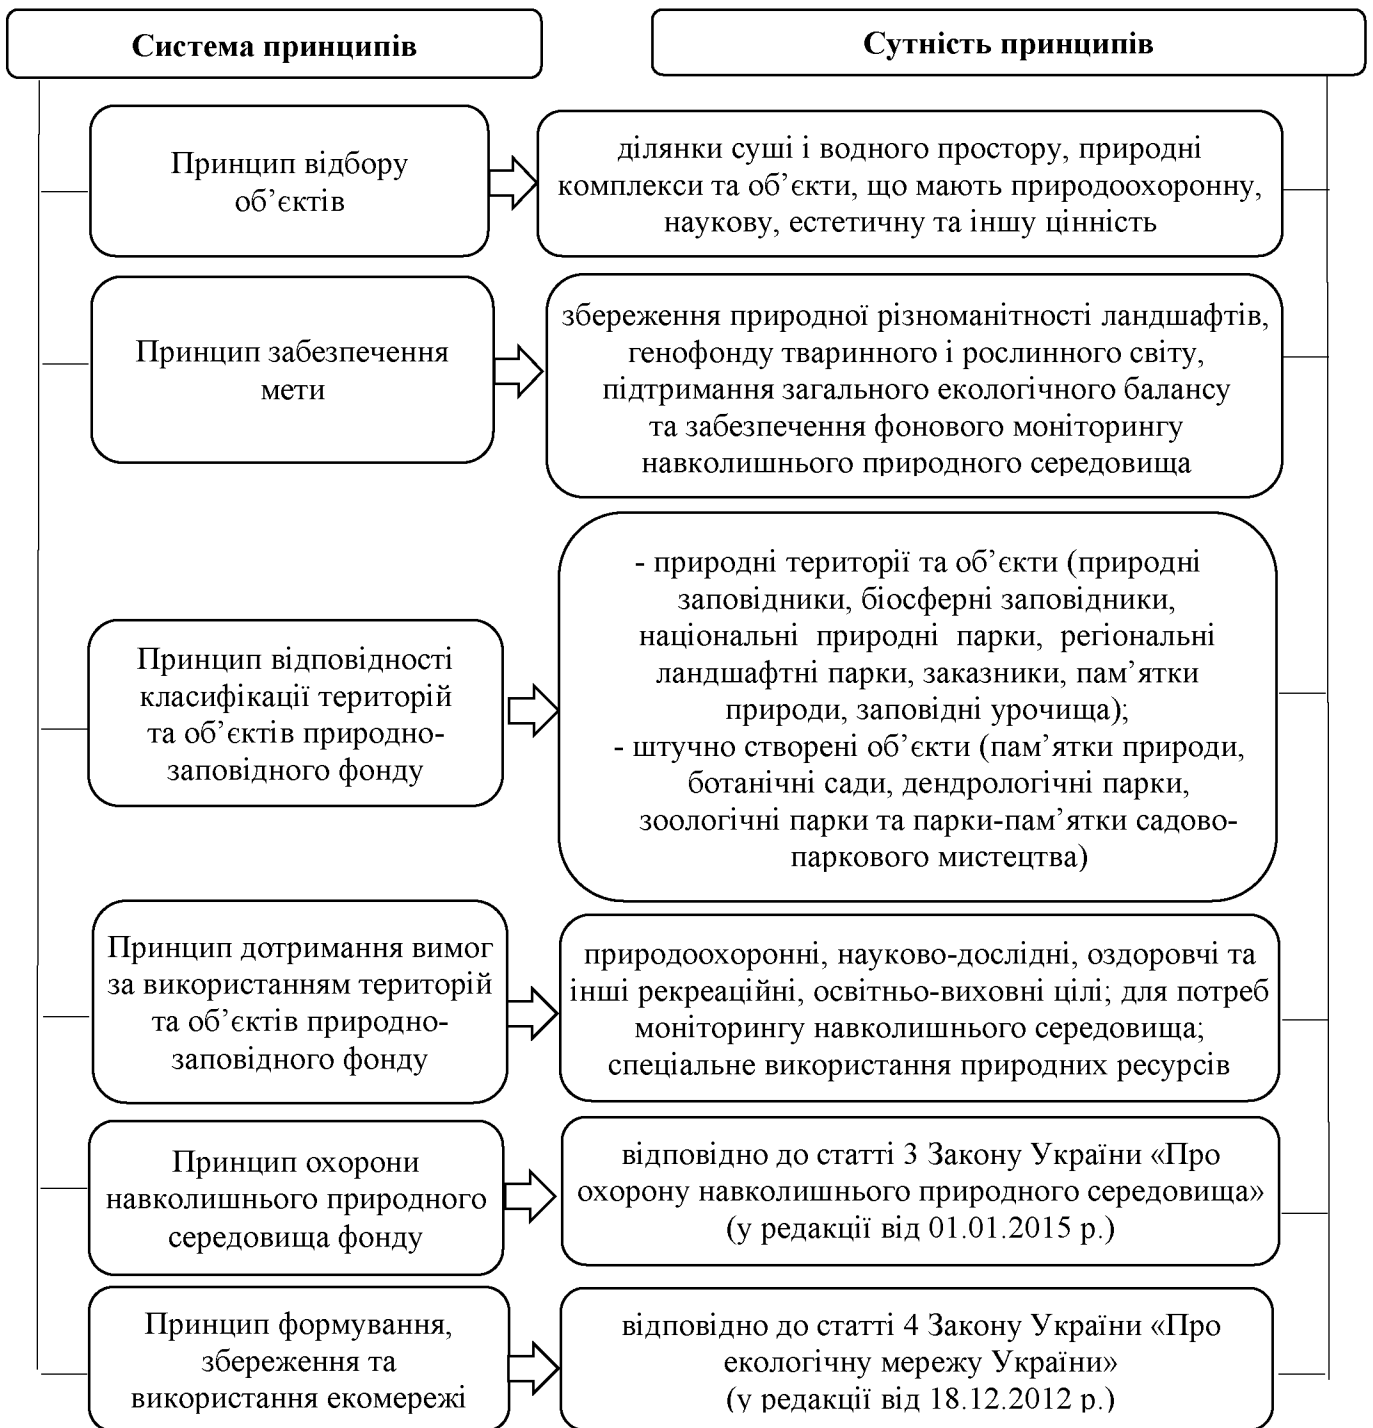 Система принципів
Сутність принципів
Принцип відбору
об’єктів
ділянки суші і водного простору, природні
комплекси та об’єкти, що мають природоохоронну,
наукову, естетичну та іншу цінність
Принцип забезпечення
мети
збереження природної різноманітності ландшафтів,
генофонду тваринного і рослинного світу,
підтримання загального екологічного балансу
та забезпечення фонового моніторингу
навколишнього природного середовища
Принцип відповідності
класифікації територій
та об’єктів природно-
заповідного фонду
- природні території та об’єкти (природні
заповідники, біосферні заповідники,
національні природні парки, регіональні
ландшафтні парки, заказники, пам’ятки
природи, заповідні урочища);
- штучно створені об’єкти (пам’ятки природи,
ботанічні сади, дендрологічні парки,
зоологічні парки та парки-пам’ятки садово-
паркового мистецтва)
Принцип дотримання вимог
за використанням територій
та об’єктів природно-
заповідного фонду
природоохоронні, науково-дослідні, оздоровчі та
інші рекреаційні, освітньо-виховні цілі; для потреб
моніторингу навколишнього середовища;
спеціальне використання природних ресурсів
Принцип охорони
навколишнього природного
середовища фонду
відповідно до статті 3 Закону України «Про
охорону навколишнього природного середовища»
(у редакції від 01.01.2015 р.)
Принцип формування,
збереження та
використання екомережі
відповідно до статті 4 Закону України «Про
екологічну мережу України»
(у редакції від 18.12.2012 р.)